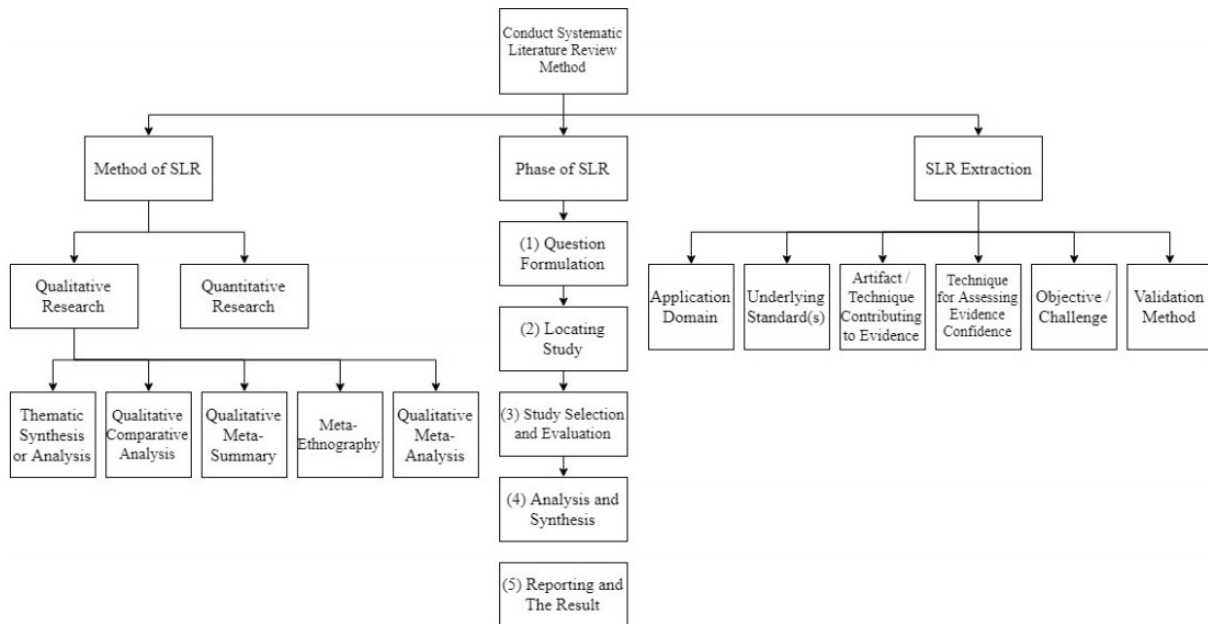 Conduct Systematic
Literature Review
Method
Method of SLR
Phase of SLR
SLR Extraction
Qualitative
Research
Quantitative
Research
Thematic
Synthesis
or Analysis
Qualitative
Comparative
Analysis
Qualitative
Meta-
Summary
Meta-
Ethnography
Qualitative
Meta-
Analysis
(1) Question
Formulation
(2) Locating
Study
(3) Study Selection
and Evaluation
(4) Analysis and
Synthesis
(5) Reporting and
The Result
Application
Domain
Underlying
Standard(s)
Artifact /
Technique
Contributing
to Evidence
Technique
for Assessing
Evidence
Confidence
Objective /
Challenge
Validation
Method